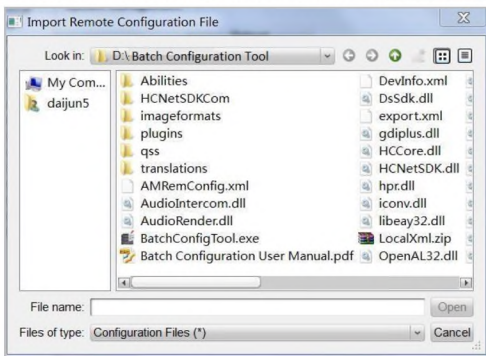 Import Remote Configuration File
Look in: D:\Batch Configuration Tool
My Com...
daijun5
Abilities
HCNetSDKCom
imageformats
plugins
qss
translations
AMRemConfig.xml
AudioIntercom.dll
AudioRender.dll
BatchConfigTool.exe
Batch Configuration User Manual.pdf
DevInfo.xml
DsSdk.dll
export.xml
gdiplus.dll
HCCore.dll
HCNetSDK.dll
hpr.dll
iconv.dll
libeay32.dll
LocalXml.zip
OpenAL32.dll
File name: Open
Files of type: Configuration Files (*) Cancel